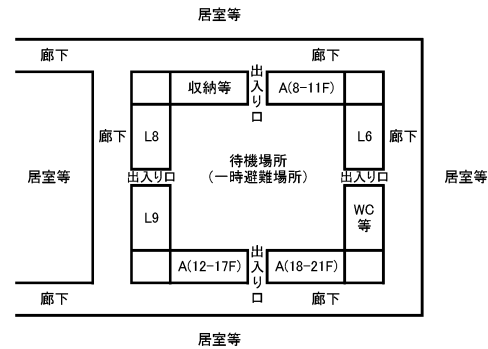 居室等
廊下
廊下
出入り口
収納等
A(8-11F)
廊下
L8
L6
廊下
待機場所
(一時避難場所)
居室等
出入り口
出入り口
居室等
L9
WC
等
出入り口
A(12-17F)
A(18-21F)
廊下
廊下
居室等